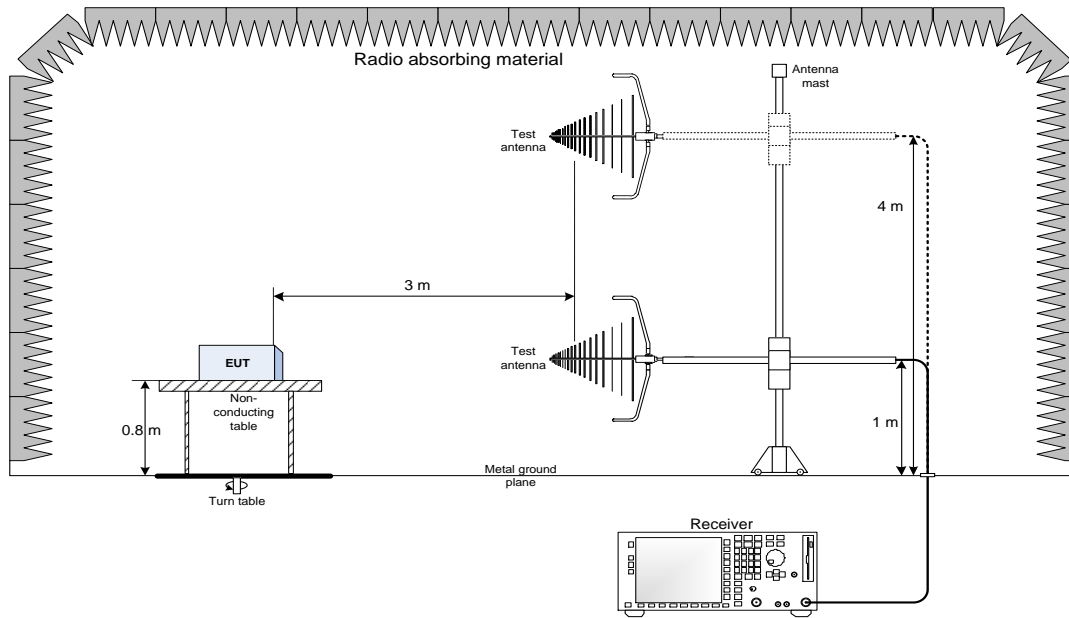 Radio absorbing material
Antenna
mast
Test
antenna
4 m
3 m
EUT
Test
antenna
Non-
conducting
table
0.8 m
1 m
Metal ground
plane
Turn table
Receiver